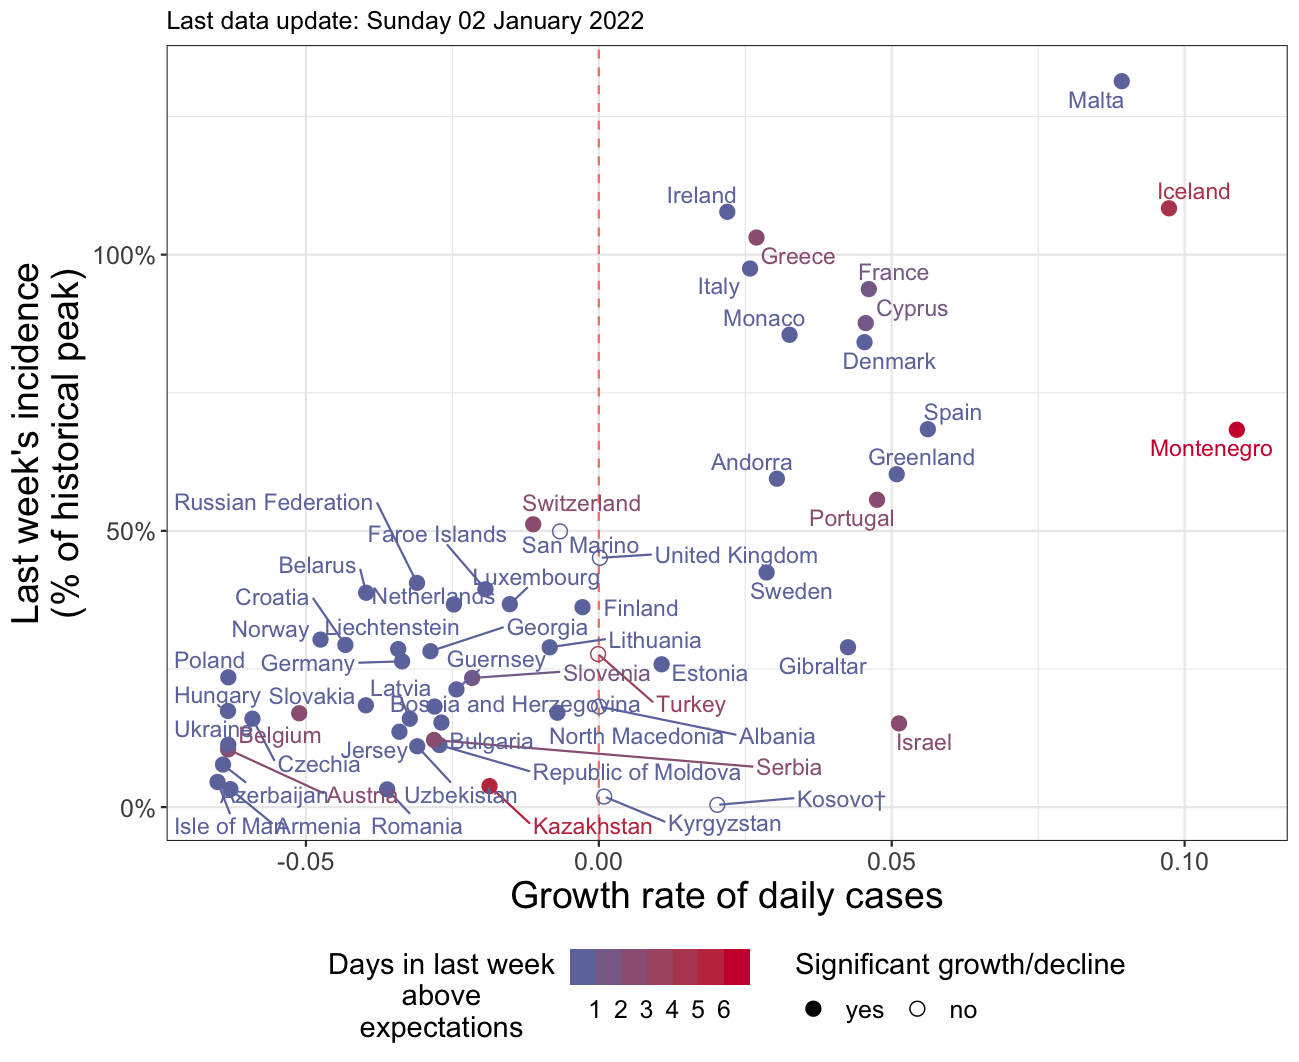 Last data update: Sunday 02 January 2022
Last week's incidence
(% of historical peak)
100%
50%
0%
Malta
Iceland
Ireland
Greece
Italy
France
Cyprus
Monaco
Denmark
Spain
Montenegro
Greenland
Andorra
Portugal
Russian Federation
Switzerland
Faroe Islands
San Marino
United Kingdom
Belarus
Luxembourg
Sweden
Croatia
Netherlands
Finland
Norway
Liechtenstein
Georgia
Lithuania
Poland
Germany
Guernsey
Gibraltar
Slovenia
Estonia
Hungary
Slovakia
Latvia
Bosnia and Herzegovina
Turkey
Ukraine
Belgium
Jersey
Bulgaria
North Macedonia
Albania
Israel
Czechia
Republic of Moldova
Serbia
Azerbaijan
Austria
Uzbekistan
Kosovo†
Isle of Man
Armenia
Romania
Kazakhstan
Kyrgyzstan
-0.05
0.00
0.05
0.10
Growth rate of daily cases
Days in last week
above
expectations
1 2 3 4 5 6
Significant growth/decline
yes
no